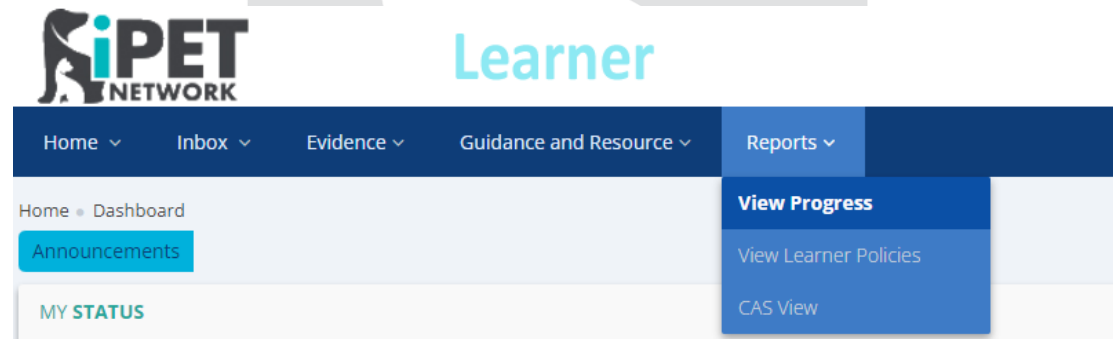 iPET
NETWORK
Learner
Home Inbox Evidence Guidance and Resource Reports
Home Dashboard
View Progress
Announcements
View Learner Policies
MY STATUS
CAS View